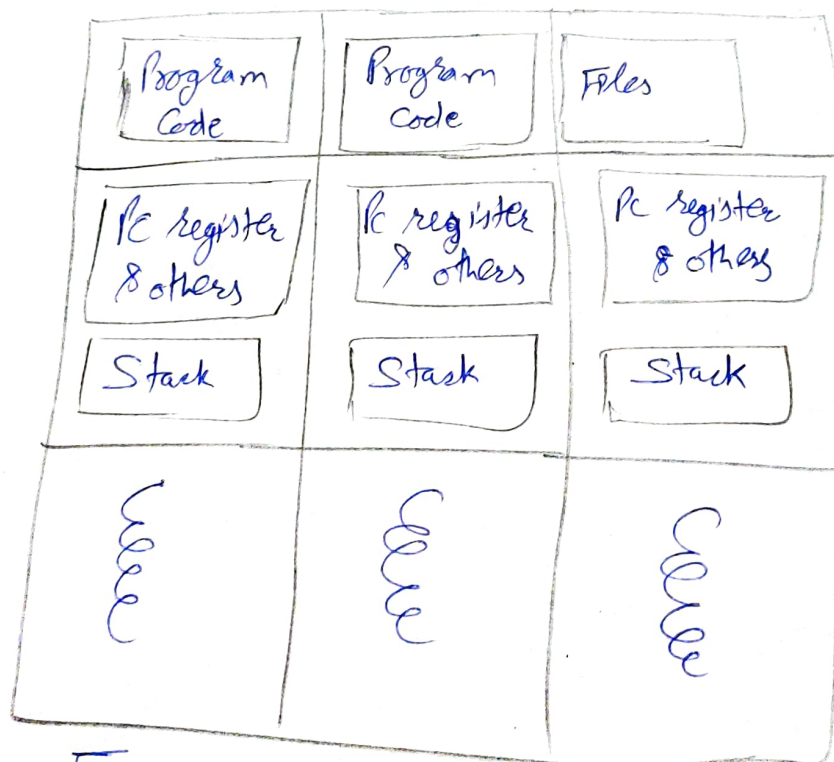 Program
Code
Program
Code
Files
PC register
& others
PC register
& others
PC register
& others
Stack
Stack
Stack